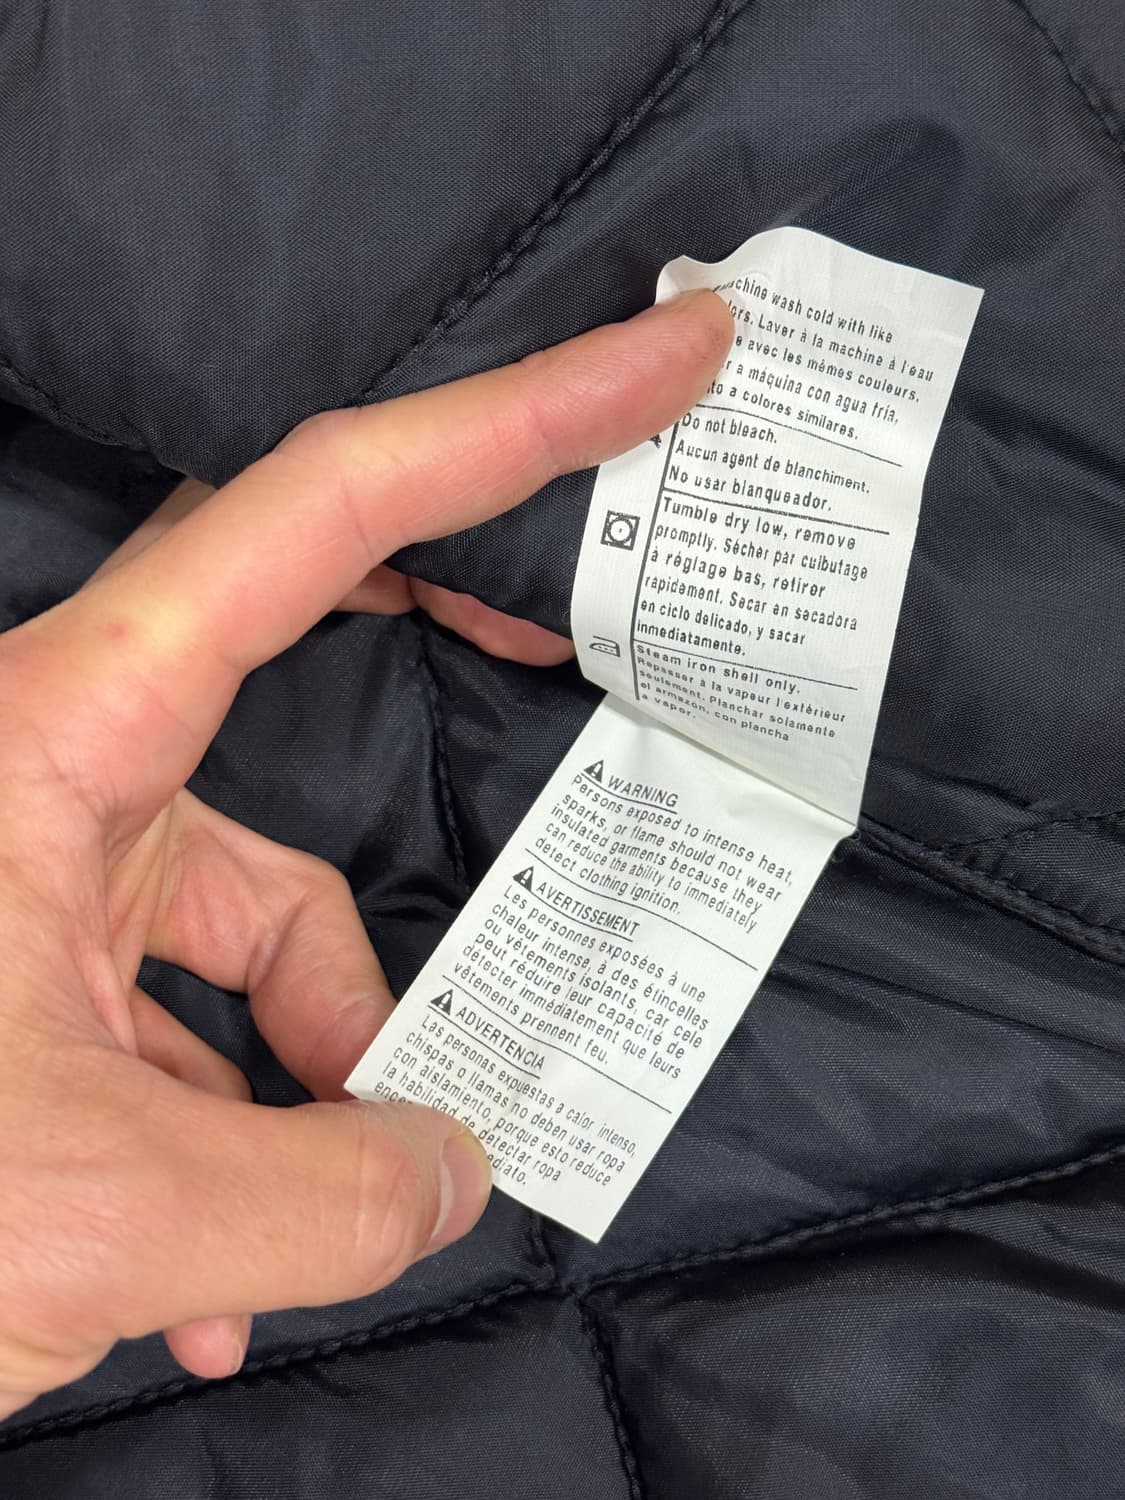 wash cold with like
Laver à la machine à l'eau
avec les mêmes couleurs.
a máquina con agua fría,
a colores similares.
Do not bleach.
Aucun agent de blanchiment.
No usar blanqueador.
Tumble dry low, remove
promptly. Sécher par culbutage
à réglage bas, retirer
rapidement. Secar en secadora
en ciclo delicado, y sacar
inmediatamente.
Steam iron shell only.
Repasser à la vapeur l'extérieur
seulement. Planchar solamente
el armazon, con plancha
a vapor.
WARNING
Persons exposed to intense heat,
sparks, or flame should not wear
insulated garments because they
can reduce the ability to immediately
detect clothing ignition.
AVERTISSEMENT
Les personnes exposées à une
chaleur intense, à des étincelles
ou vêtements isolants, car cele
peut réduire leur capacité de
détecter immédiatement que leurs
vêtements prennent feu.
ADVERTENCIA
Las personas expuestas a calor intenso,
chispas o llamas no deben usar ropa
con aislamiento, porque esto reduce
la habilidad de detectar ropa